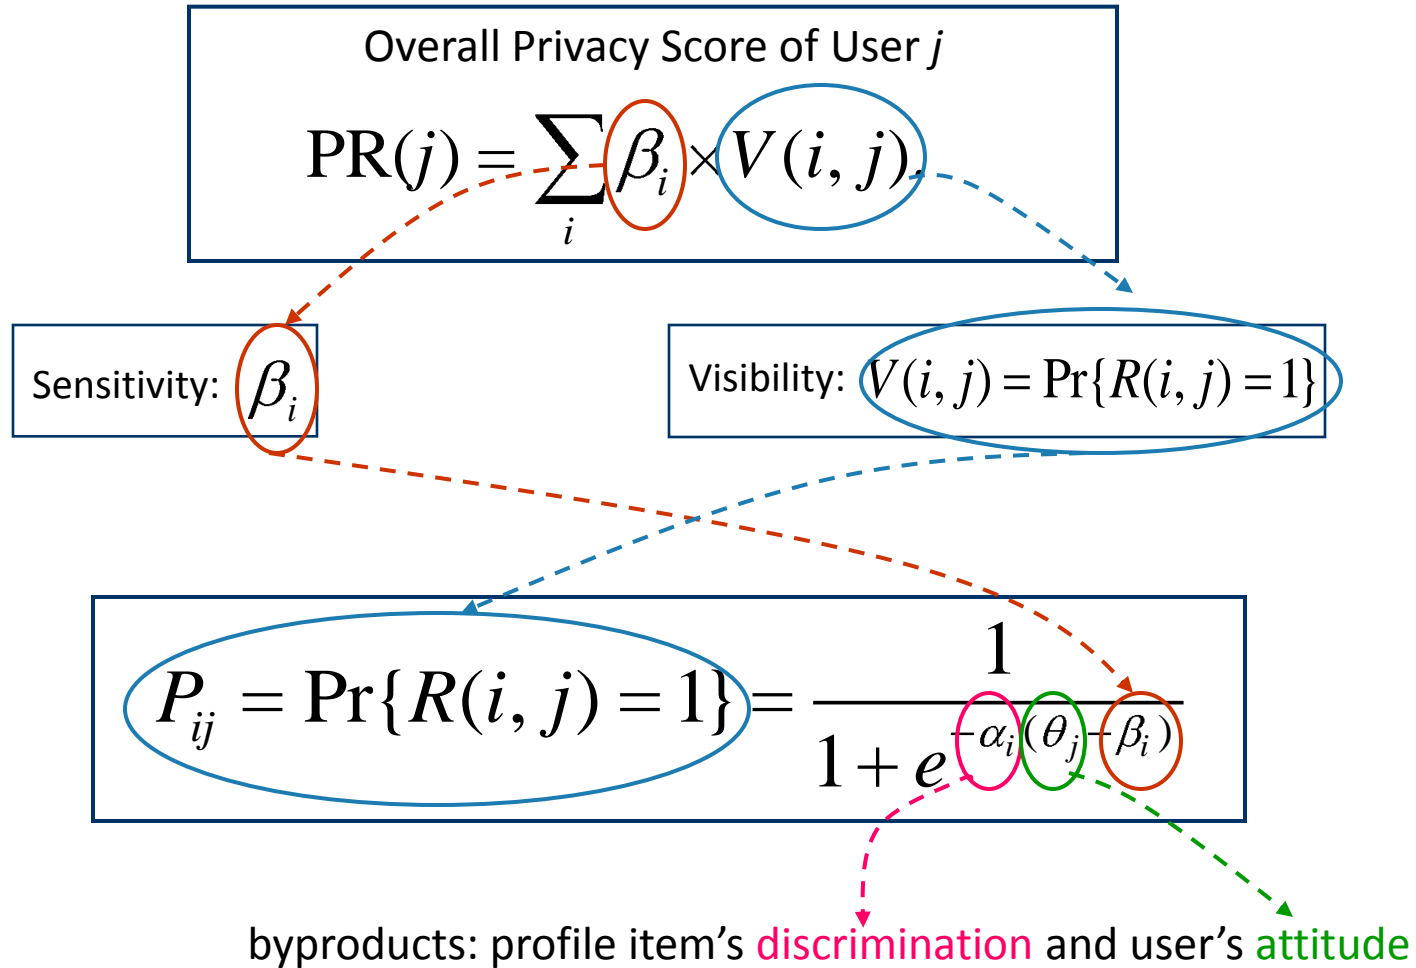 Overall Privacy Score of User j
PR(j) = ∑_i β_i × V(i, j).
Sensitivity: β_i
Visibility: V(i, j) = Pr{R(i, j) = 1}
P_ij = Pr{R(i, j) = 1} = 1 / (1 + e^{-α_i(θ_j - β_i)})
byproducts: profile item’s discrimination and user’s attitude